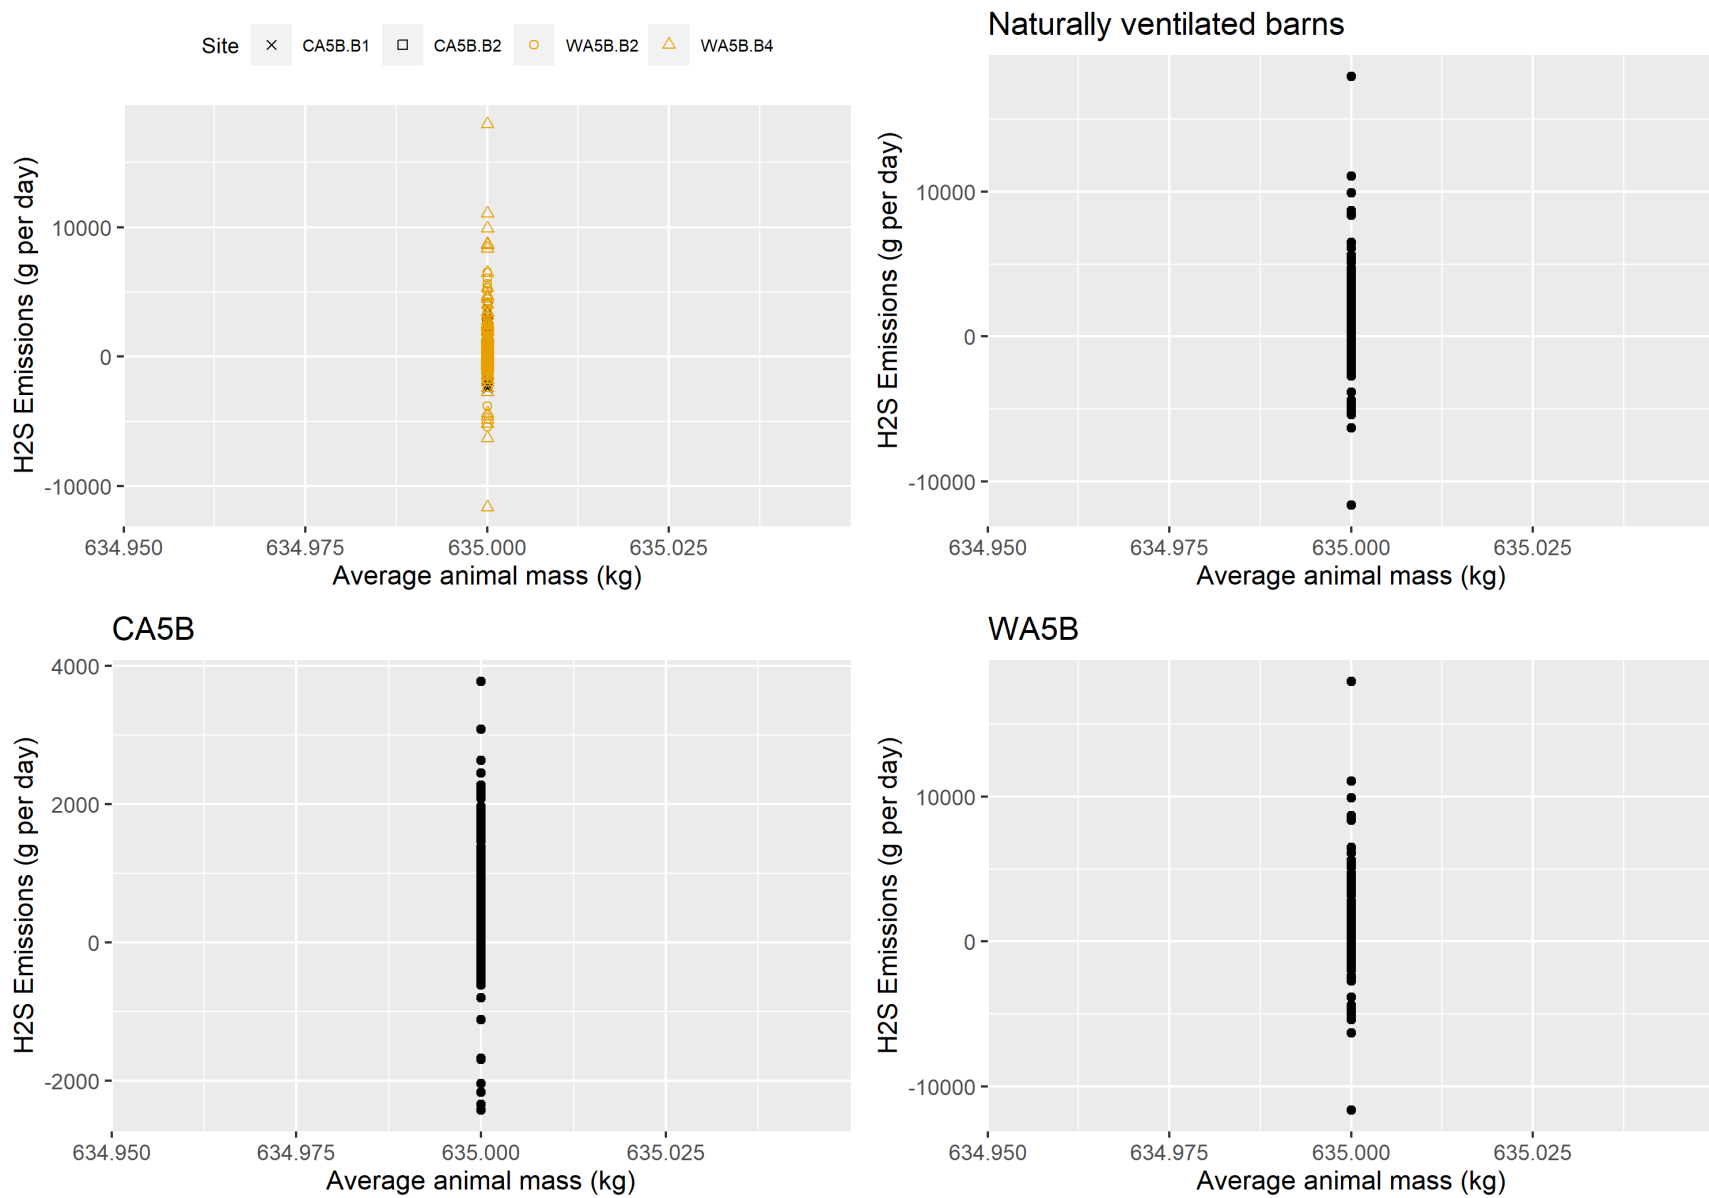 Site CA5B.B1 CA5B.B2 WA5B.B2 WA5B.B4
H2S Emissions (g per day)
10000
0
-10000
634.950 634.975 635.000 635.025
Average animal mass (kg)
Naturally ventilated barns
H2S Emissions (g per day)
10000
0
-10000
634.950 634.975 635.000 635.025
Average animal mass (kg)
CA5B
H2S Emissions (g per day)
4000
2000
0
-2000
634.950 634.975 635.000 635.025
Average animal mass (kg)
WA5B
H2S Emissions (g per day)
10000
0
-10000
634.950 634.975 635.000 635.025
Average animal mass (kg)